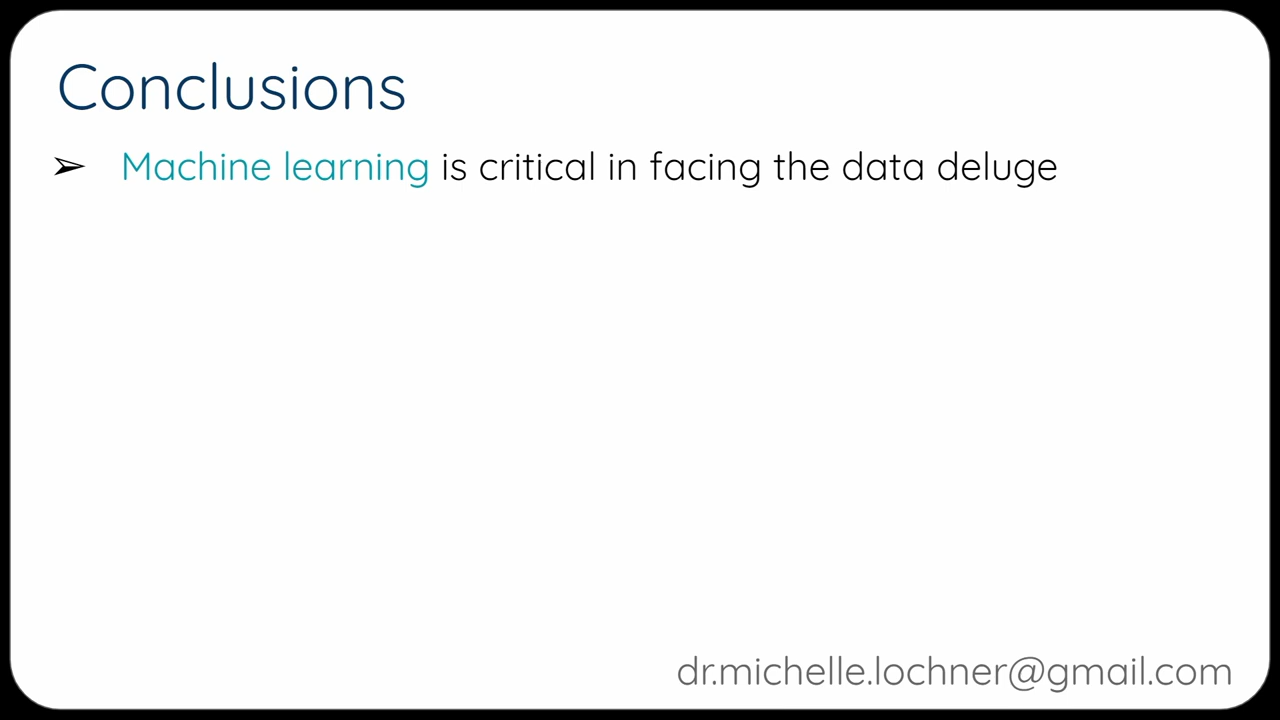 Conclusions
➢ Machine learning is critical in facing the data deluge
dr.michelle.lochner@gmail.com